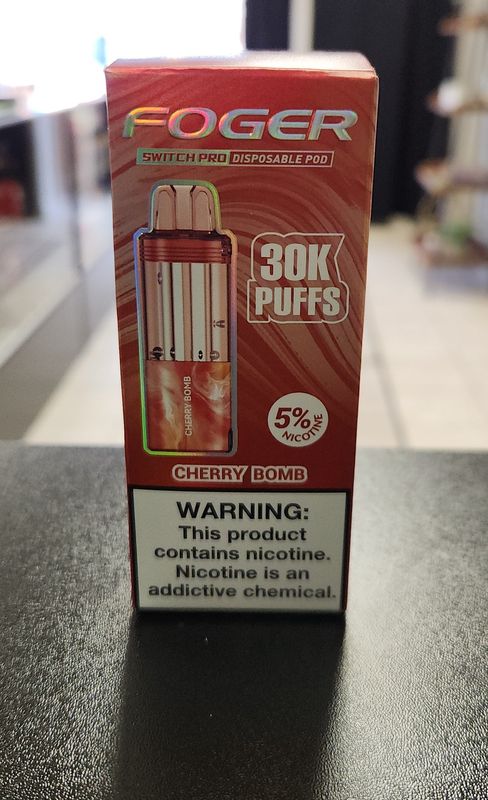 FOGER
SWITCH PRO DISPOSABLE POD
30K
PUFFS
CHERRY BOMB
5%
NICOTINE
CHERRY BOMB
WARNING:
This product
contains nicotine.
Nicotine is an
addictive chemical.